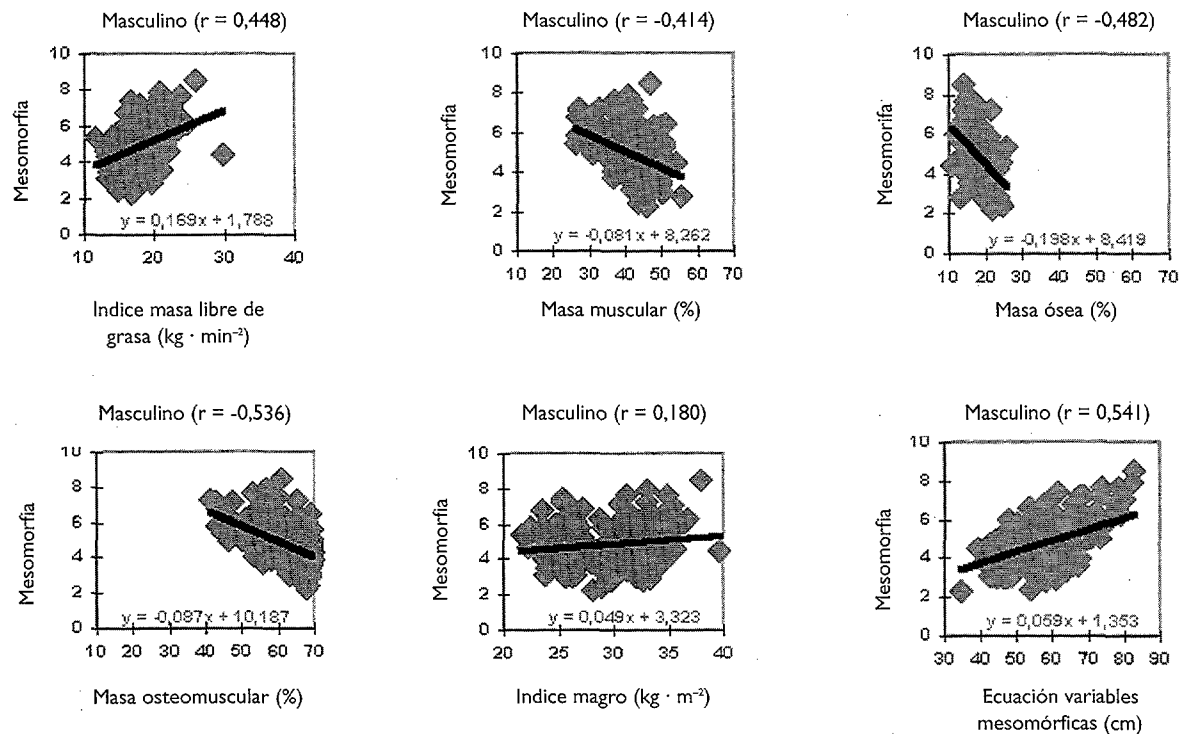 Masculino (r = 0,448)
Mesomorfía
10
8
6
4
2
0
y = 0,169x + 1,788
10 20 30 40
Indice masa libre de
grasa (kg · min⁻²)
Masculino (r = -0,414)
Mesomorfía
10
8
6
4
2
0
y = -0,081x + 8,262
10 20 30 40 50 60 70
Masa muscular (%)
Masculino (r = -0,482)
Mesomorifa
10
8
6
4
2
0
y = -0,198x + 8,419
10 20 30 40 50 60 70
Masa ósea (%)
Masculino (r = -0,536)
Mesomorfía
10
8
6
4
2
0
y = -0,087x + 10,187
10 20 30 40 50 60 70
Masa osteomuscular (%)
Masculino (r = 0,180)
Mesomorfía
10
8
6
4
2
0
y = 0,049x + 3,323
20 25 30 35 40
Indice magro (kg · m⁻²)
Masculino (r = 0,541)
Mesomorfía
10
8
6
4
2
0
y = 0,059x + 1,353
30 40 50 60 70 80 90
Ecuación variables
mesomórficas (cm)